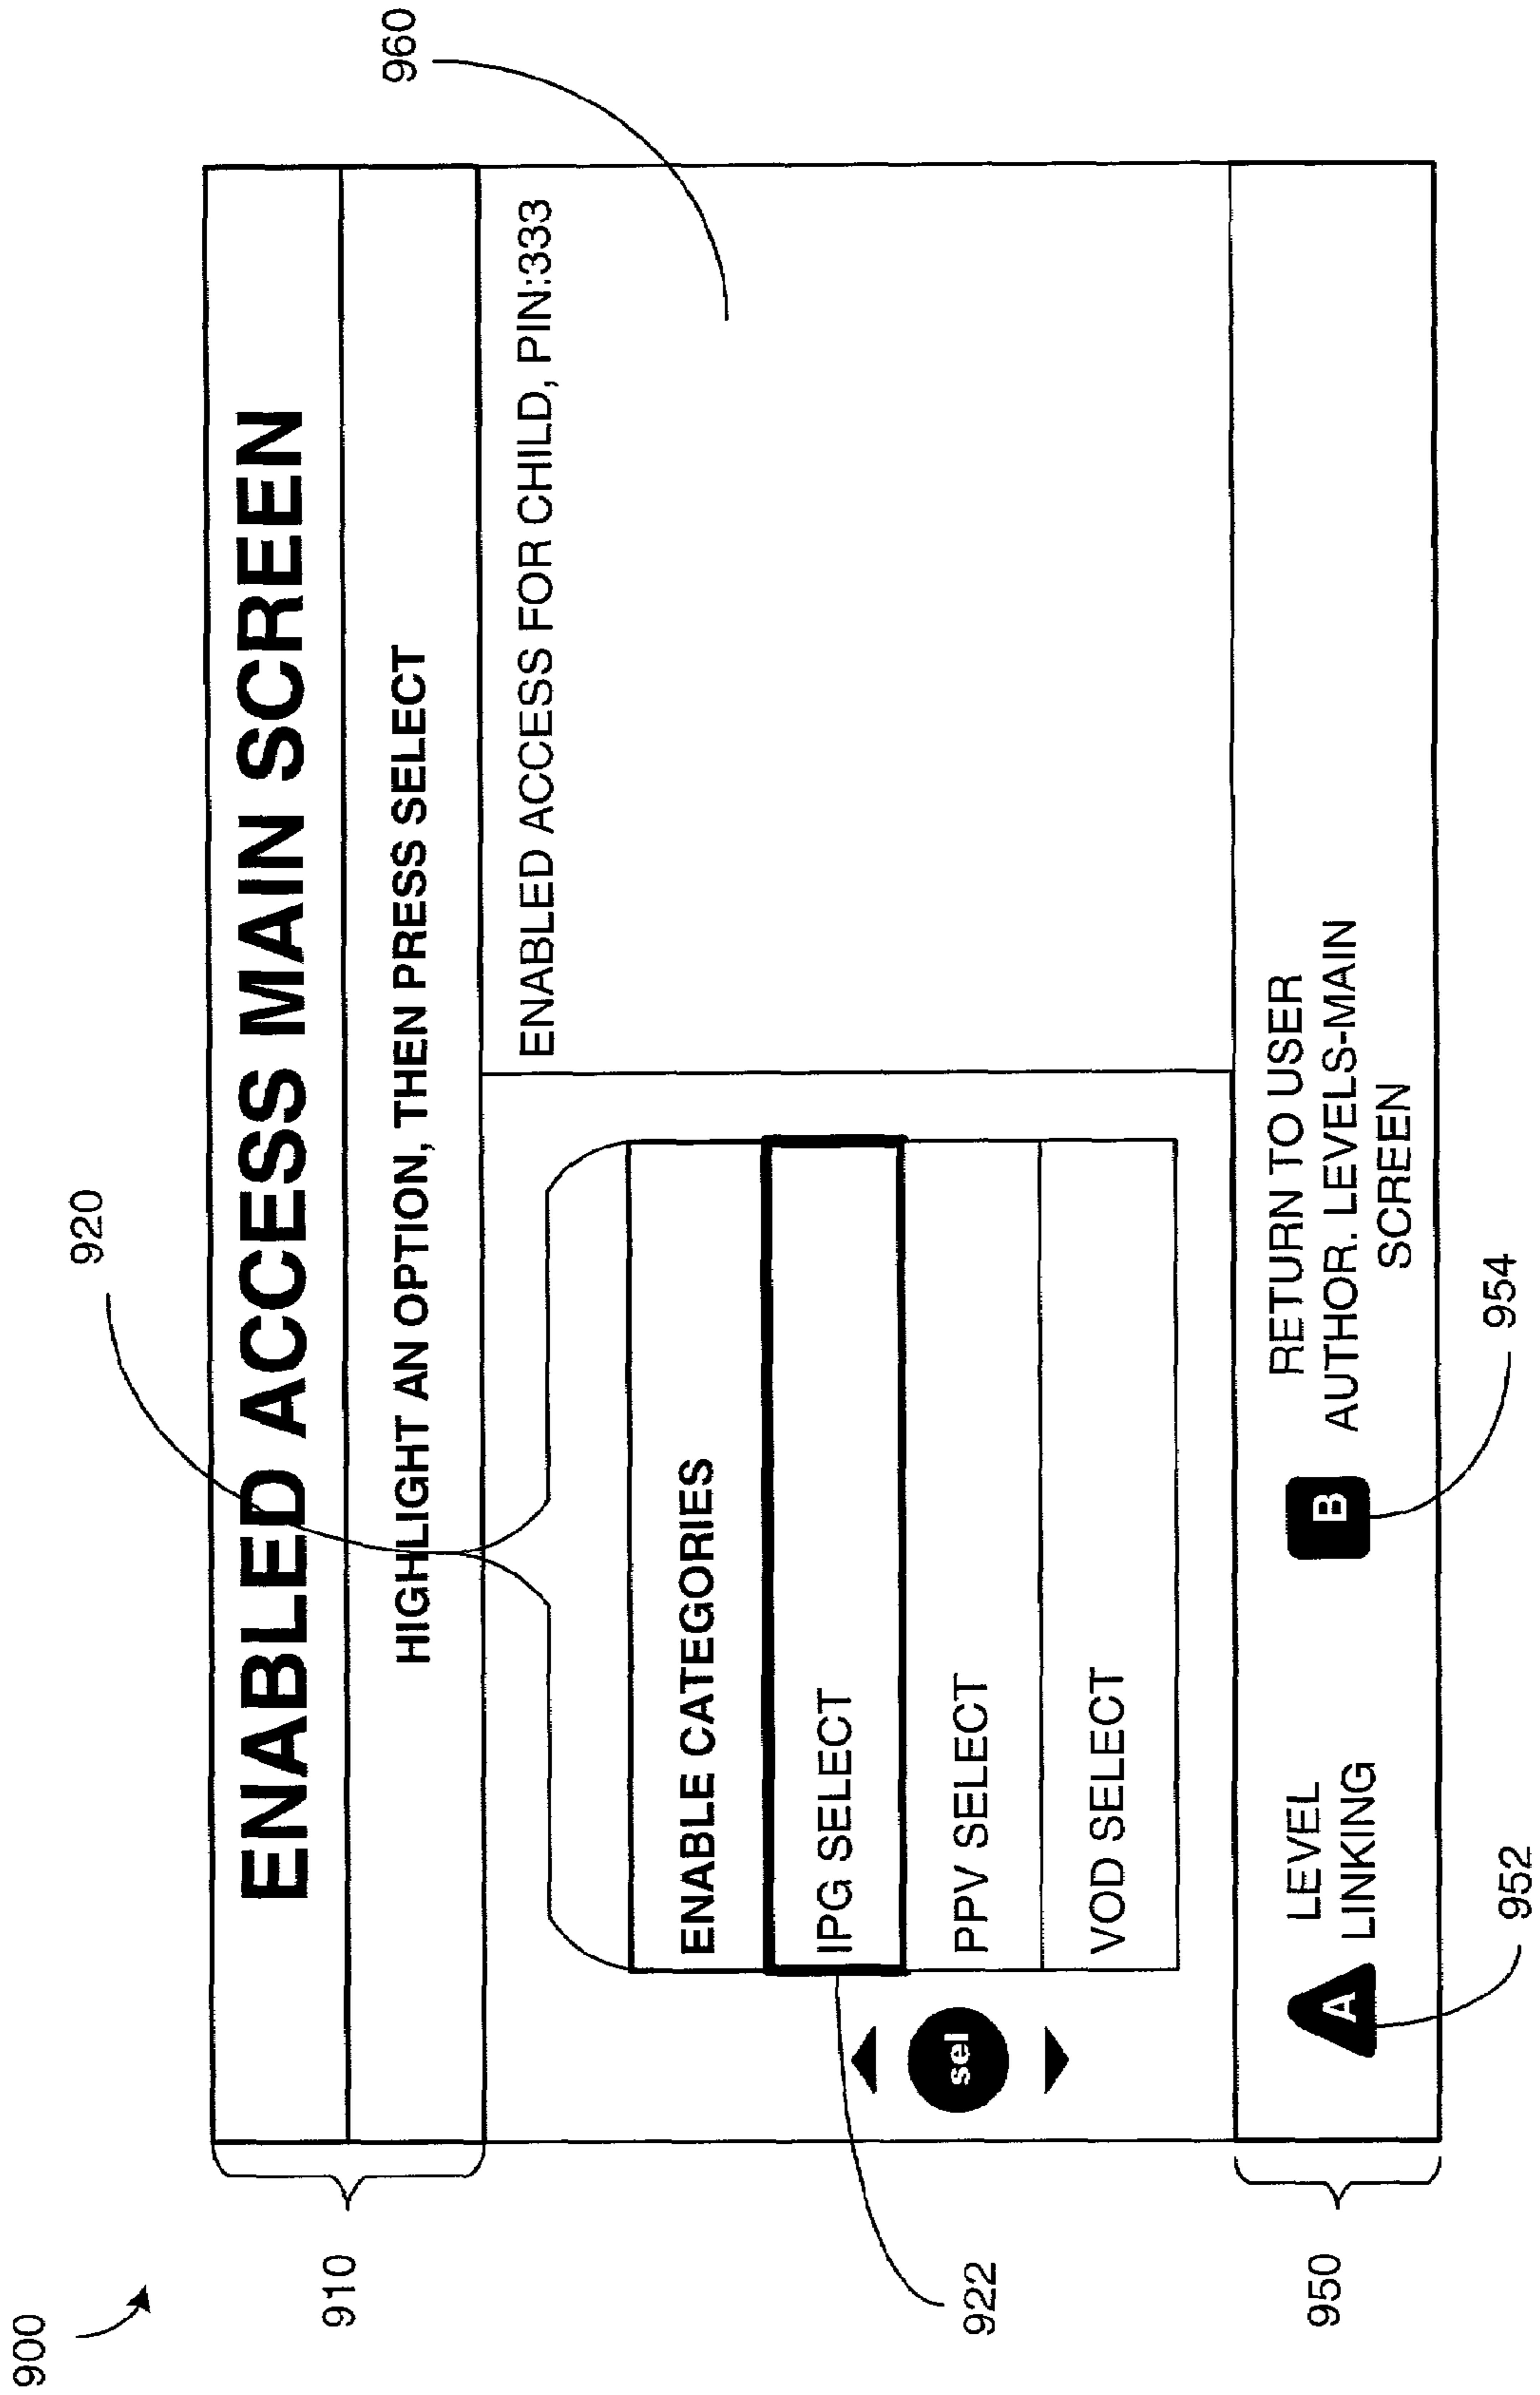 900
920
960
910
ENABLED ACCESS MAIN SCREEN
HIGHLIGHT AN OPTION, THEN PRESS SELECT
ENABLED ACCESS FOR CHILD, PIN:333
ENABLE CATEGORIES
IPG SELECT
PPV SELECT
VOD SELECT
sel
922
950
A
LEVEL
LINKING
B
RETURN TO USER
AUTHOR. LEVELS-MAIN
SCREEN
952
954